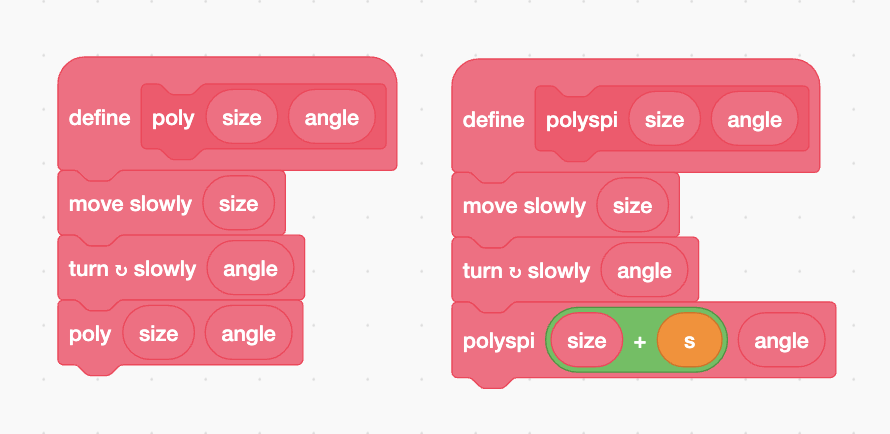 define poly size angle
move slowly size
turn ↻ slowly angle
poly size angle
define polyspi size angle
move slowly size
turn ↻ slowly angle
polyspi size + s angle